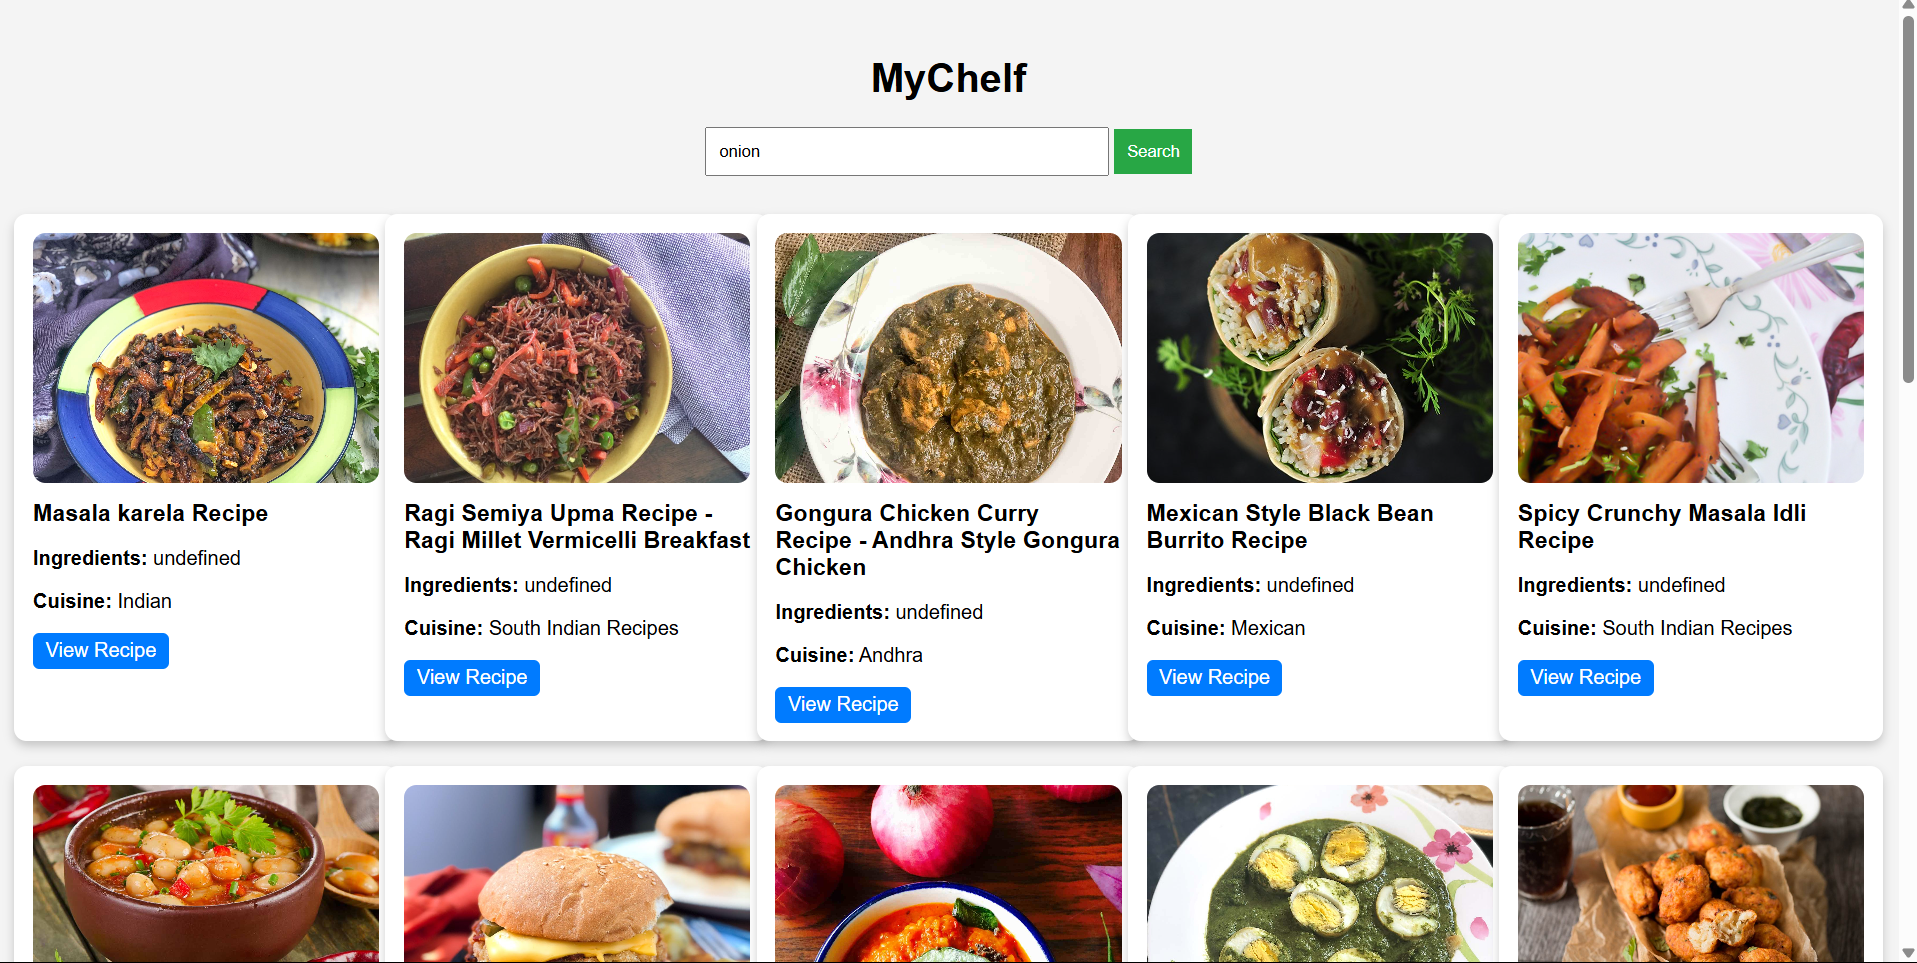 MyChelf
onion
Search
Masala karela Recipe
Ingredients: undefined
Cuisine: Indian
View Recipe
Ragi Semiya Upma Recipe -
Ragi Millet Vermicelli Breakfast
Ingredients: undefined
Cuisine: South Indian Recipes
View Recipe
Gongura Chicken Curry
Recipe - Andhra Style Gongura
Chicken
Ingredients: undefined
Cuisine: Andhra
View Recipe
Mexican Style Black Bean
Burrito Recipe
Ingredients: undefined
Cuisine: Mexican
View Recipe
Spicy Crunchy Masala Idli
Recipe
Ingredients: undefined
Cuisine: South Indian Recipes
View Recipe